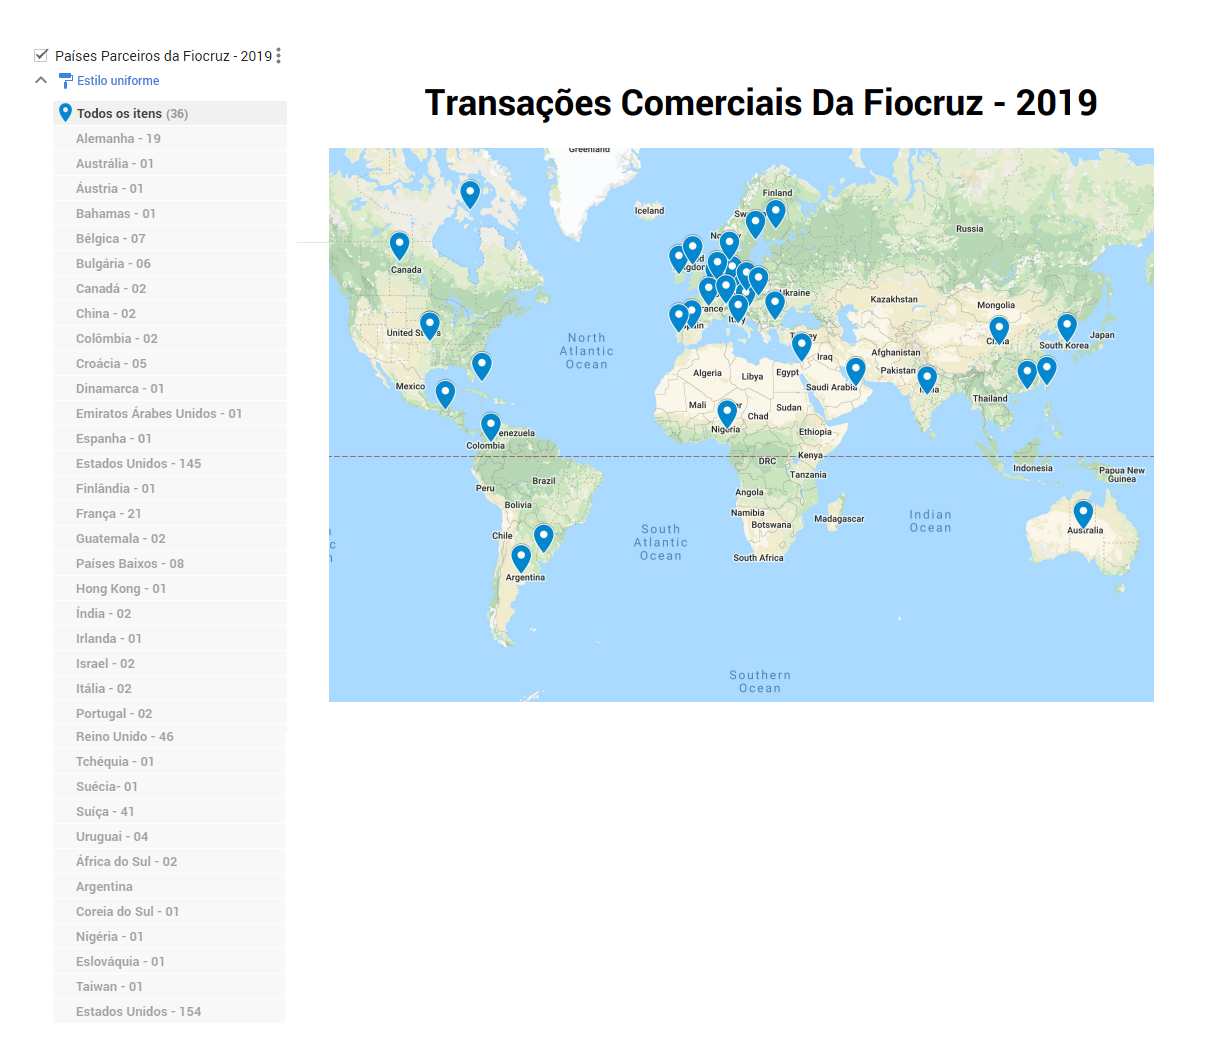 Países Parceiros da Fiocruz - 2019
Estilo uniforme
Todos os itens (36)
Alemanha - 19
Austrália - 01
Áustria - 01
Bahamas - 01
Bélgica - 07
Bulgária - 06
Canadá - 02
China - 02
Colômbia - 02
Croácia - 05
Dinamarca - 01
Emiratos Árabes Unidos - 01
Espanha - 01
Estados Unidos - 145
Finlândia - 01
França - 21
Guatemala - 02
Países Baixos - 08
Hong Kong - 01
Índia - 02
Irlanda - 01
Israel - 02
Itália - 02
Portugal - 02
Reino Unido - 46
Tchéquia - 01
Suécia- 01
Suíça - 41
Uruguai - 04
África do Sul - 02
Argentina
Coreia do Sul - 01
Nigéria - 01
Eslováquia - 01
Taiwan - 01
Estados Unidos - 154
Transações Comerciais Da Fiocruz - 2019
Greenland
Iceland
Finland
Russia
Canada
Ukraine
Kazakhstan
Mongolia
North
Atlantic
Ocean
South Korea
Japan
Iraq
Afghanistan
Pakistan
Mexico
Algeria
Libya
Egypt
Saudi Arabia
Thailand
Mali
Chad
Sudan
Nigeria
Ethiopia
Venezuela
Colombia
DRC
Kenya
Indonesia
Papua New
Guinea
Peru
Brazil
Tanzania
Angola
Bolivia
Namibia
Botswana
Madagascar
Indian
Ocean
South
Atlantic
Ocean
Chile
South Africa
Australia
Argentina
Southern
Ocean